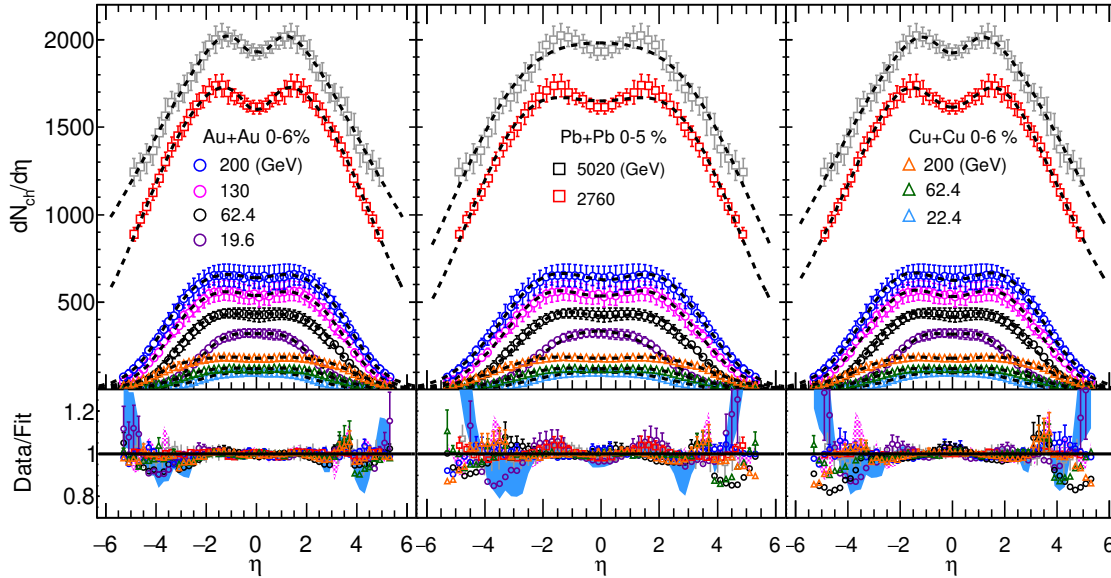 dN_ch/dη
2000
1500
1000
500
Au+Au 0-6%
200 (GeV)
130
62.4
19.6
Pb+Pb 0-5 %
5020 (GeV)
2760
Cu+Cu 0-6 %
200 (GeV)
62.4
22.4
Data/Fit
1.2
1
0.8
−6 −4 −2 0 2 4 6
−6 −4 −2 0 2 4 6
−6 −4 −2 0 2 4 6
η
η
η